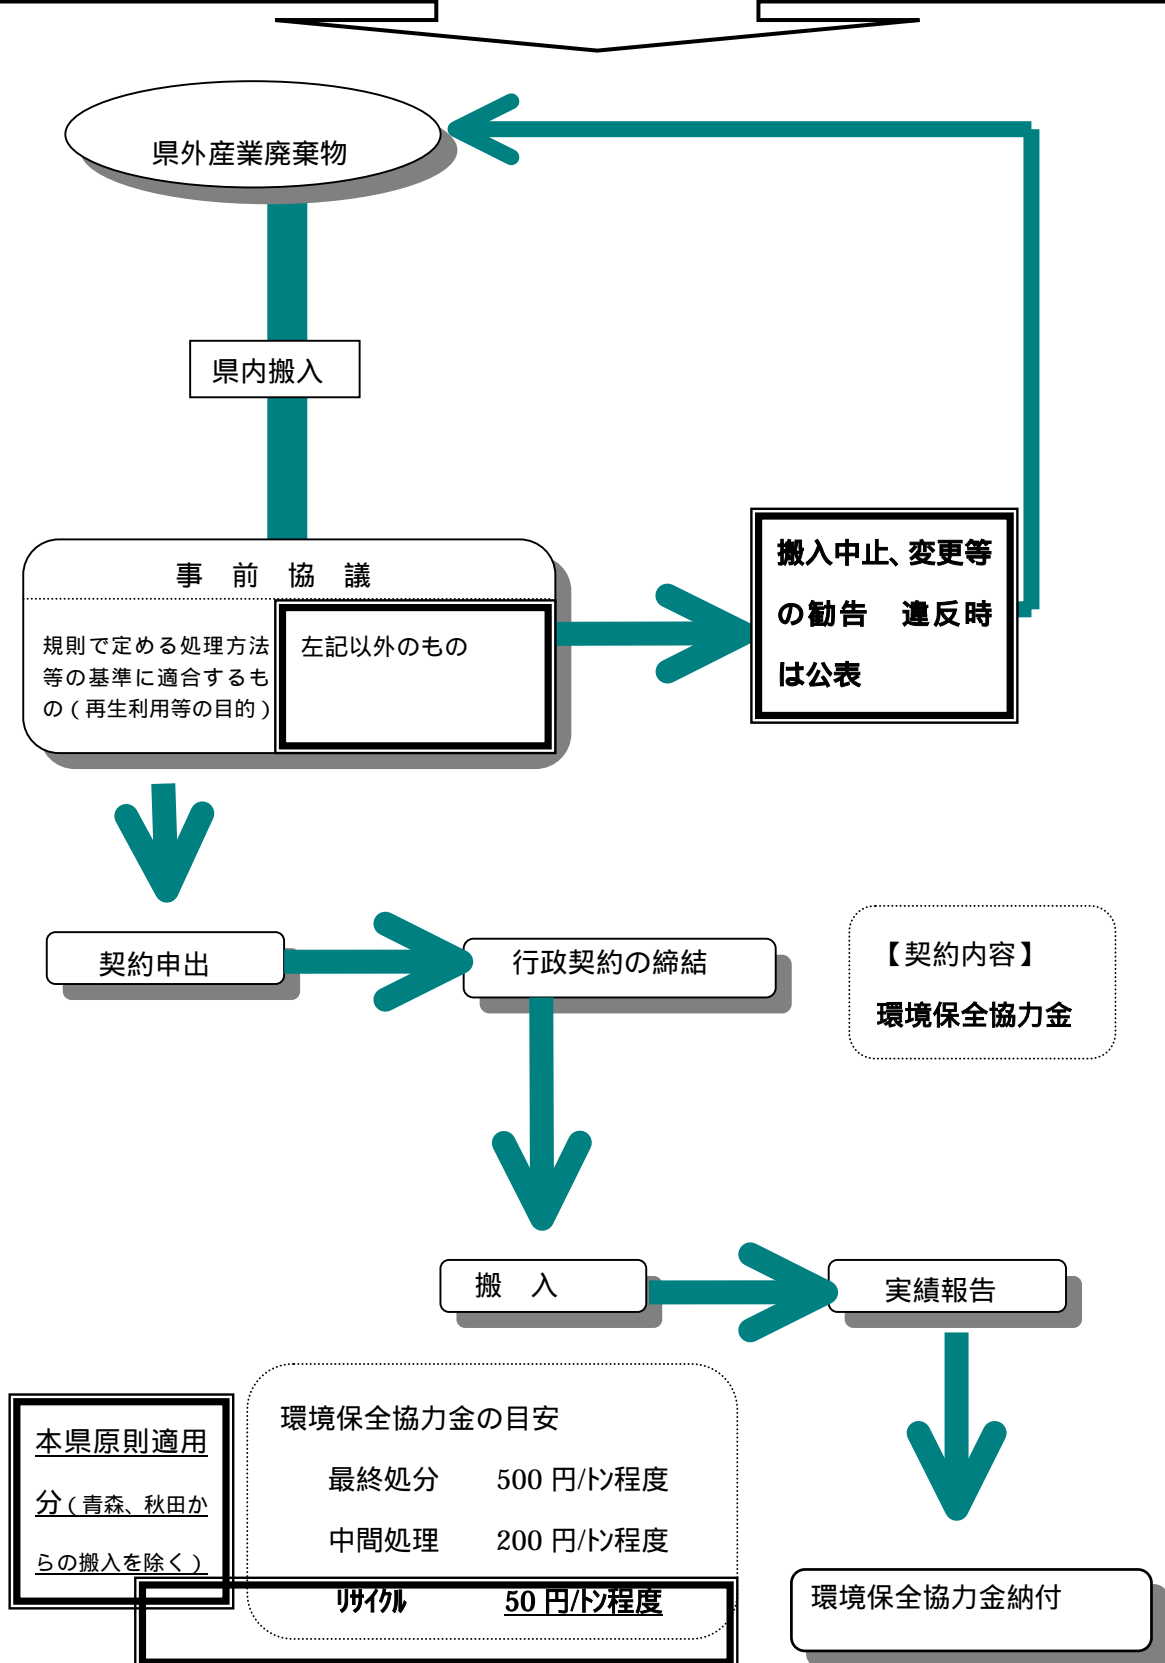 県外産業廃棄物
県内搬入
事　前　協　議
規則で定める処理方法
等の基準に適合するも
の（再生利用等の目的）
左記以外のもの
搬入中止、変更等
の勧告　違反時
は公表
契約申出
行政契約の締結
【契約内容】
環境保全協力金
搬　入
実績報告
本県原則適用
分（青森、秋田か
らの搬入を除く）
環境保全協力金の目安
最終処分　500 円/ﾄﾝ程度
中間処理　200 円/ﾄﾝ程度
ﾘｻｲｸﾙ　50 円/ﾄﾝ程度
環境保全協力金納付